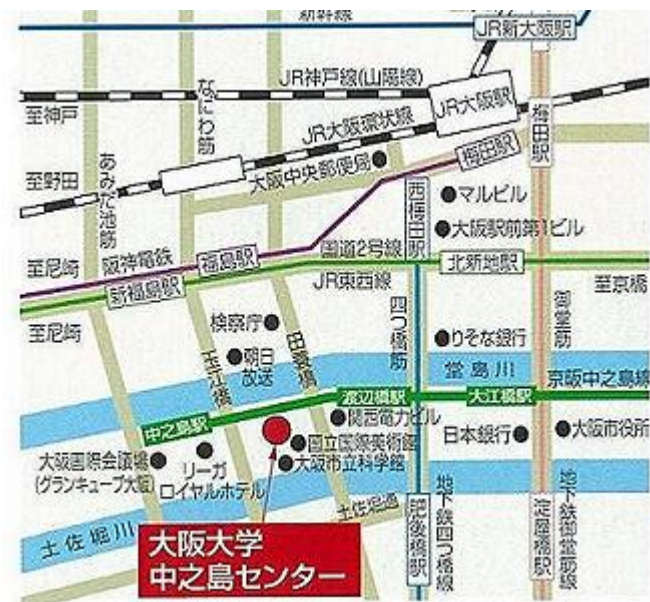 新幹線
JR新大阪駅
JR神戸線(山陽線)
JR大阪駅
至神戸
なにわ筋
JR大阪環状線
梅田駅
梅田駅
至野田
あみだ池筋
大阪中央郵便局
西梅田駅
マルビル
大阪駅前第1ビル
至尼崎
阪神電鉄
福島駅
国道2号線
北新地駅
新福島駅
JR東西線
至京橋
至尼崎
検察庁
朝日
放送
玉江橋
田蓑橋
四つ橋筋
りそな銀行
御堂筋
堂島川
京阪中之島線
渡辺橋駅
大江橋駅
中之島駅
関西電力ビル
国立国際美術館
大阪市立科学館
日本銀行
大阪市役所
大阪国際会議場
(グランキューブ大阪)
リーガ
ロイヤルホテル
土佐堀川
土佐堀通
肥後橋駅
地下鉄四つ橋線
淀屋橋駅
地下鉄御堂筋線
大阪大学
中之島センター